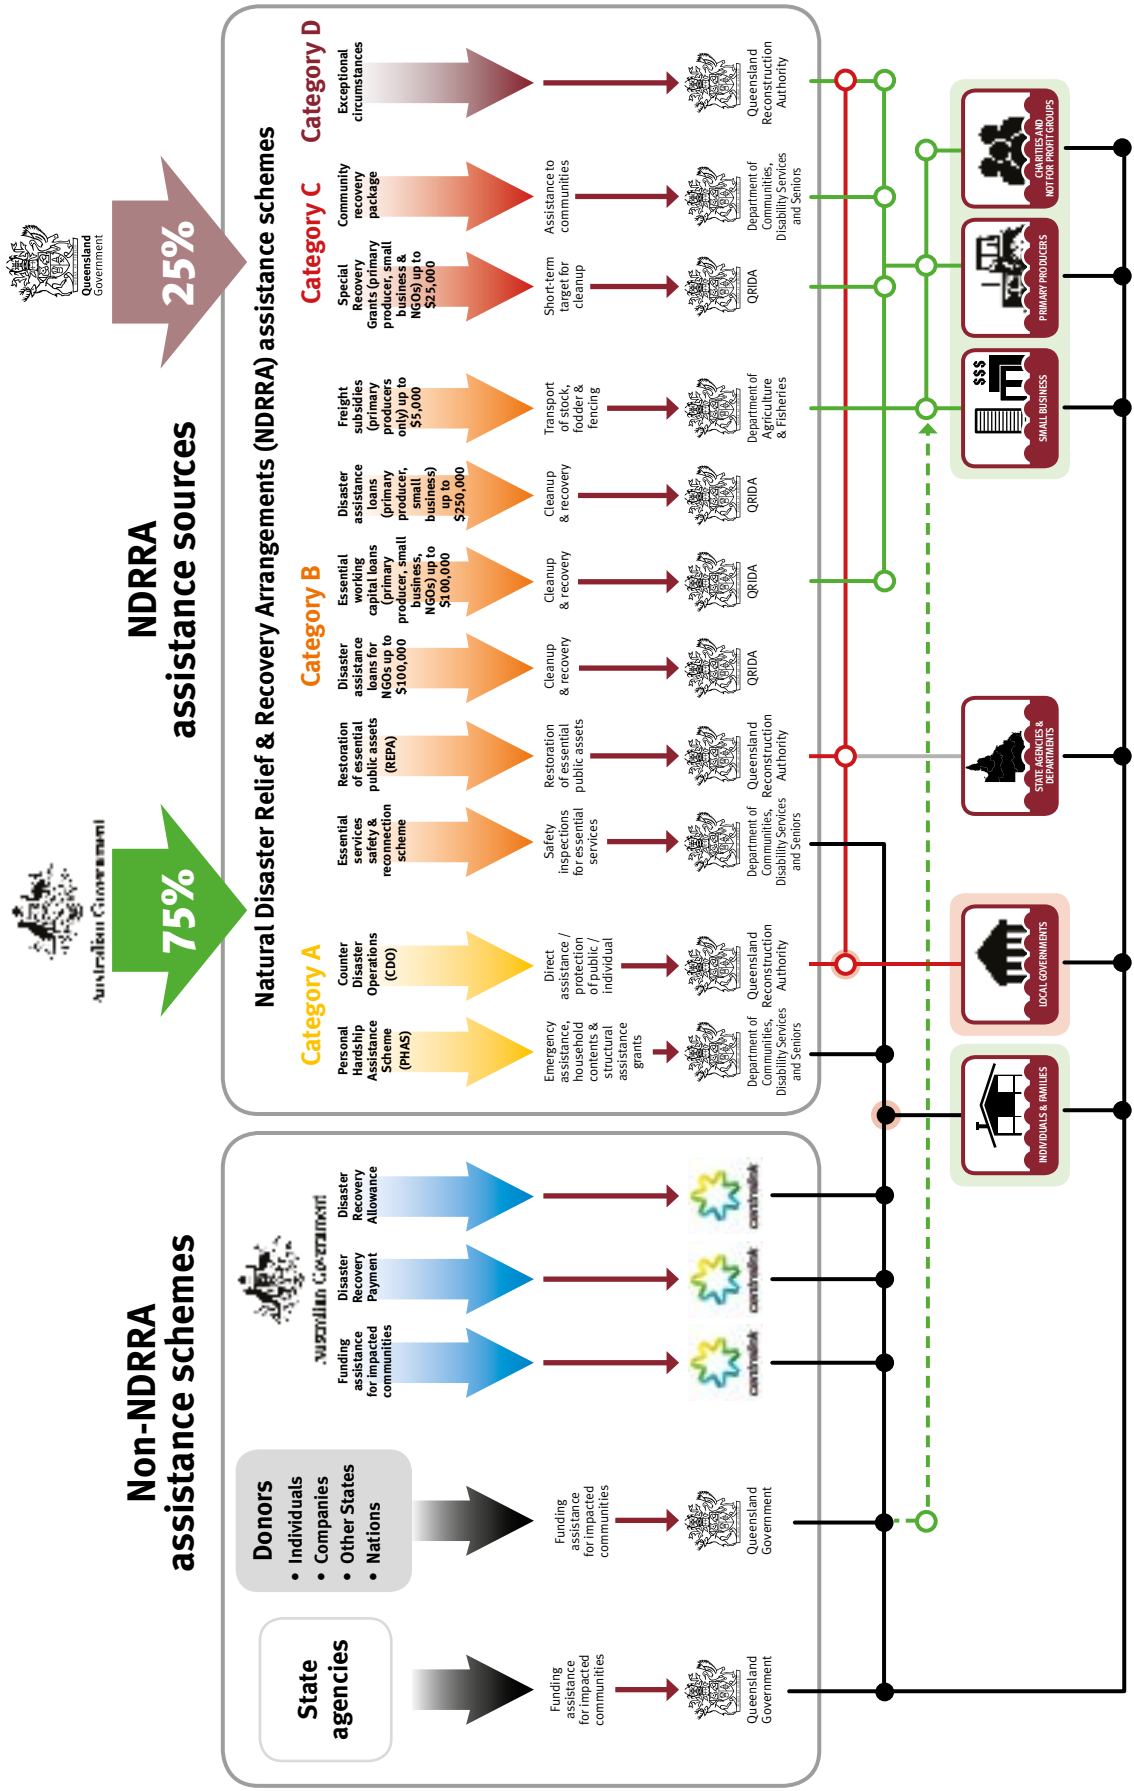 Non-NDRRA
assistance schemes
NDRRA
assistance sources
Australian Government
75%
Queensland
Government
25%
State
agencies
Funding
assistance
for impacted
communities
Queensland
Government
Donors
• Individuals
• Companies
• Other States
• Nations
Funding
assistance
for impacted
communities
Queensland
Government
Australian Government
Funding
assistance
for impacted
communities
centrelink
Disaster
Recovery
Payment
centrelink
Disaster
Recovery
Allowance
centrelink
Natural Disaster Relief & Recovery Arrangements (NDRRA) assistance schemes
Category A
Personal
Hardship
Assistance
Scheme
(PHAS)
Emergency
assistance,
household
contents &
structural
assistance
grants
Department of
Communities,
Disability Services
and Seniors
Counter
Disaster
Operations
(CDO)
Direct
assistance /
protection
of public /
individual
Queensland
Reconstruction
Authority
Category B
Essential
services
safety &
reconnection
scheme
Safety
inspections
for essential
services
Department of
Communities,
Disability Services
and Seniors
Restoration
of essential
public assets
(REPA)
Restoration
of essential
public assets
Queensland
Reconstruction
Authority
Disaster
assistance
loans for
NGOs up to
$100,000
Cleanup
& recovery
QRIDA
Essential
working
capital loans
(primary
producer, small
business,
NGOs) up to
$100,000
Cleanup
& recovery
QRIDA
Disaster
assistance
loans
(primary
producer,
small
business)
up to
$250,000
Cleanup
& recovery
QRIDA
Freight
subsidies
(primary
producers
only) up to
$5,000
Transport
of stock,
fodder &
fencing
Department of
Agriculture
& Fisheries
Category C
Special
Recovery
Grants (primary
producer, small
business &
NGOs) up to
$25,000
Short-term
target for
cleanup
QRIDA
Community
recovery
package
Assistance to
communities
Department of
Communities,
Disability Services
and Seniors
Category D
Exceptional
circumstances
Queensland
Reconstruction
Authority
INDIVIDUALS & FAMILIES
LOCAL GOVERNMENTS
STATE AGENCIES &
DEPARTMENTS
$$$
SMALL BUSINESS
PRIMARY PRODUCERS
CHARITIES AND
NOT FOR PROFIT GROUPS